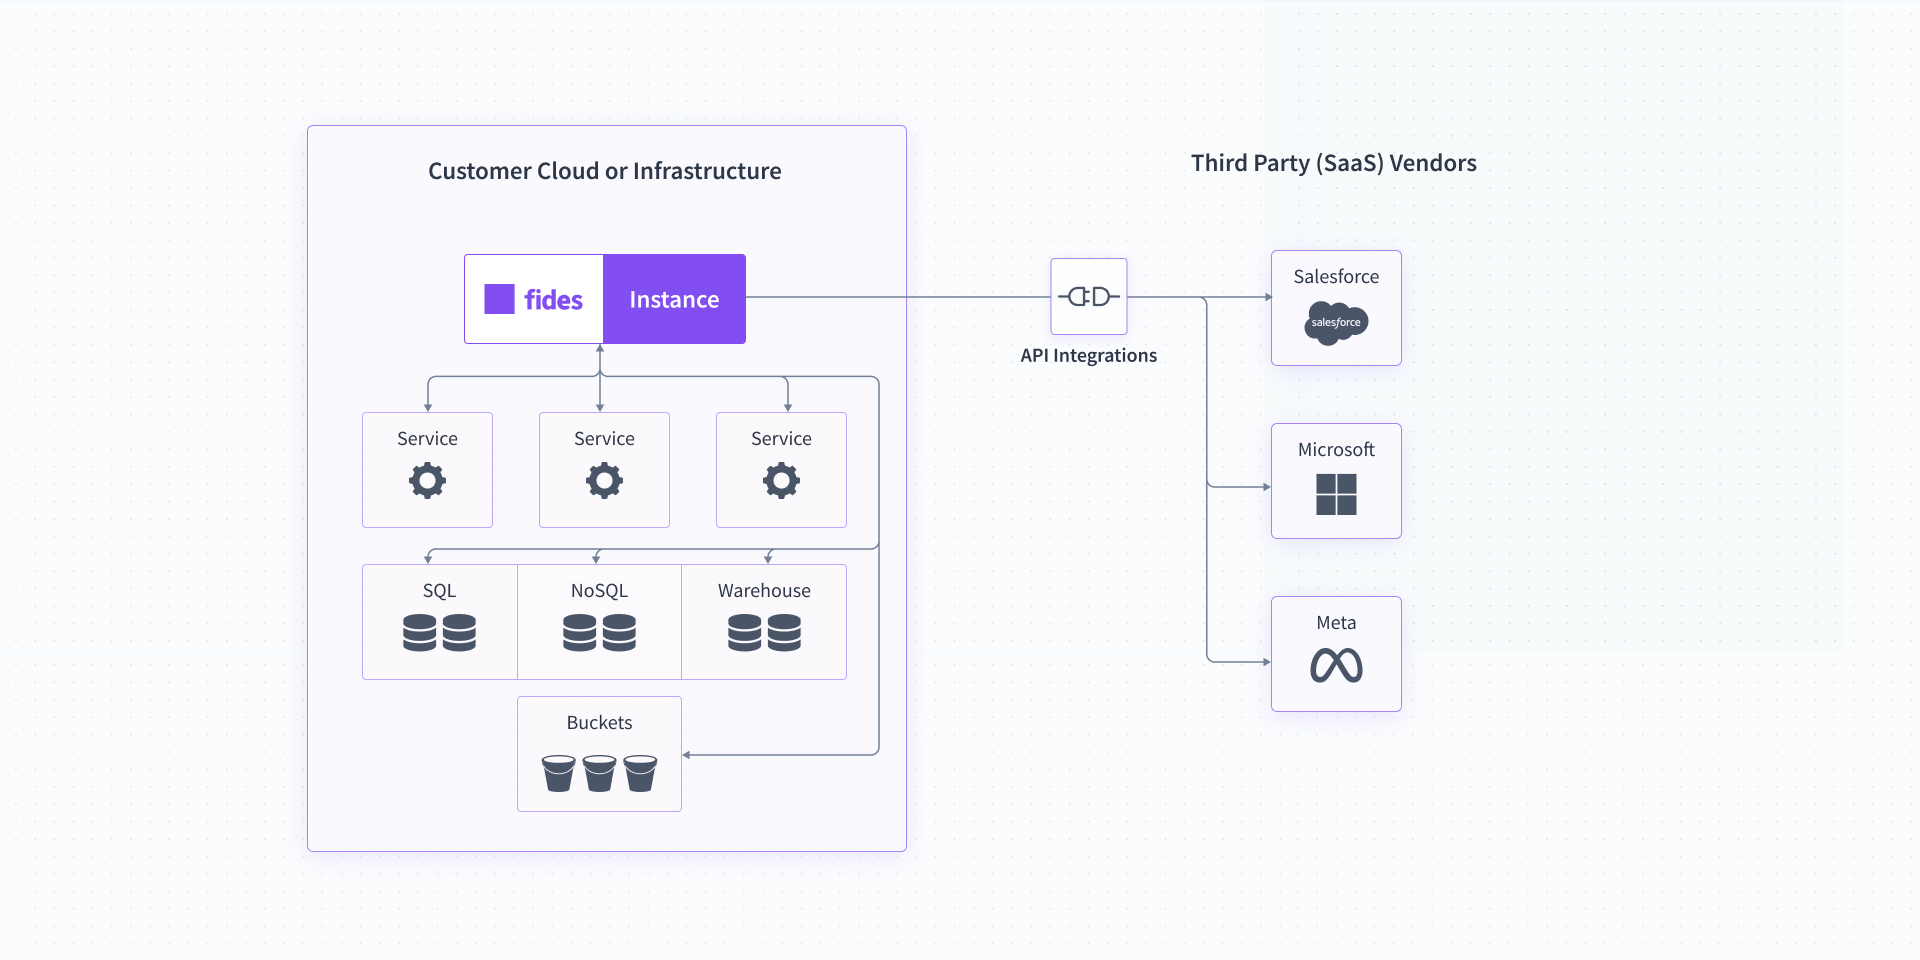 Customer Cloud or Infrastructure
Third Party (SaaS) Vendors
fides
Instance
API Integrations
Salesforce
salesforce
Service
Service
Service
Microsoft
SQL
NoSQL
Warehouse
Meta
Buckets